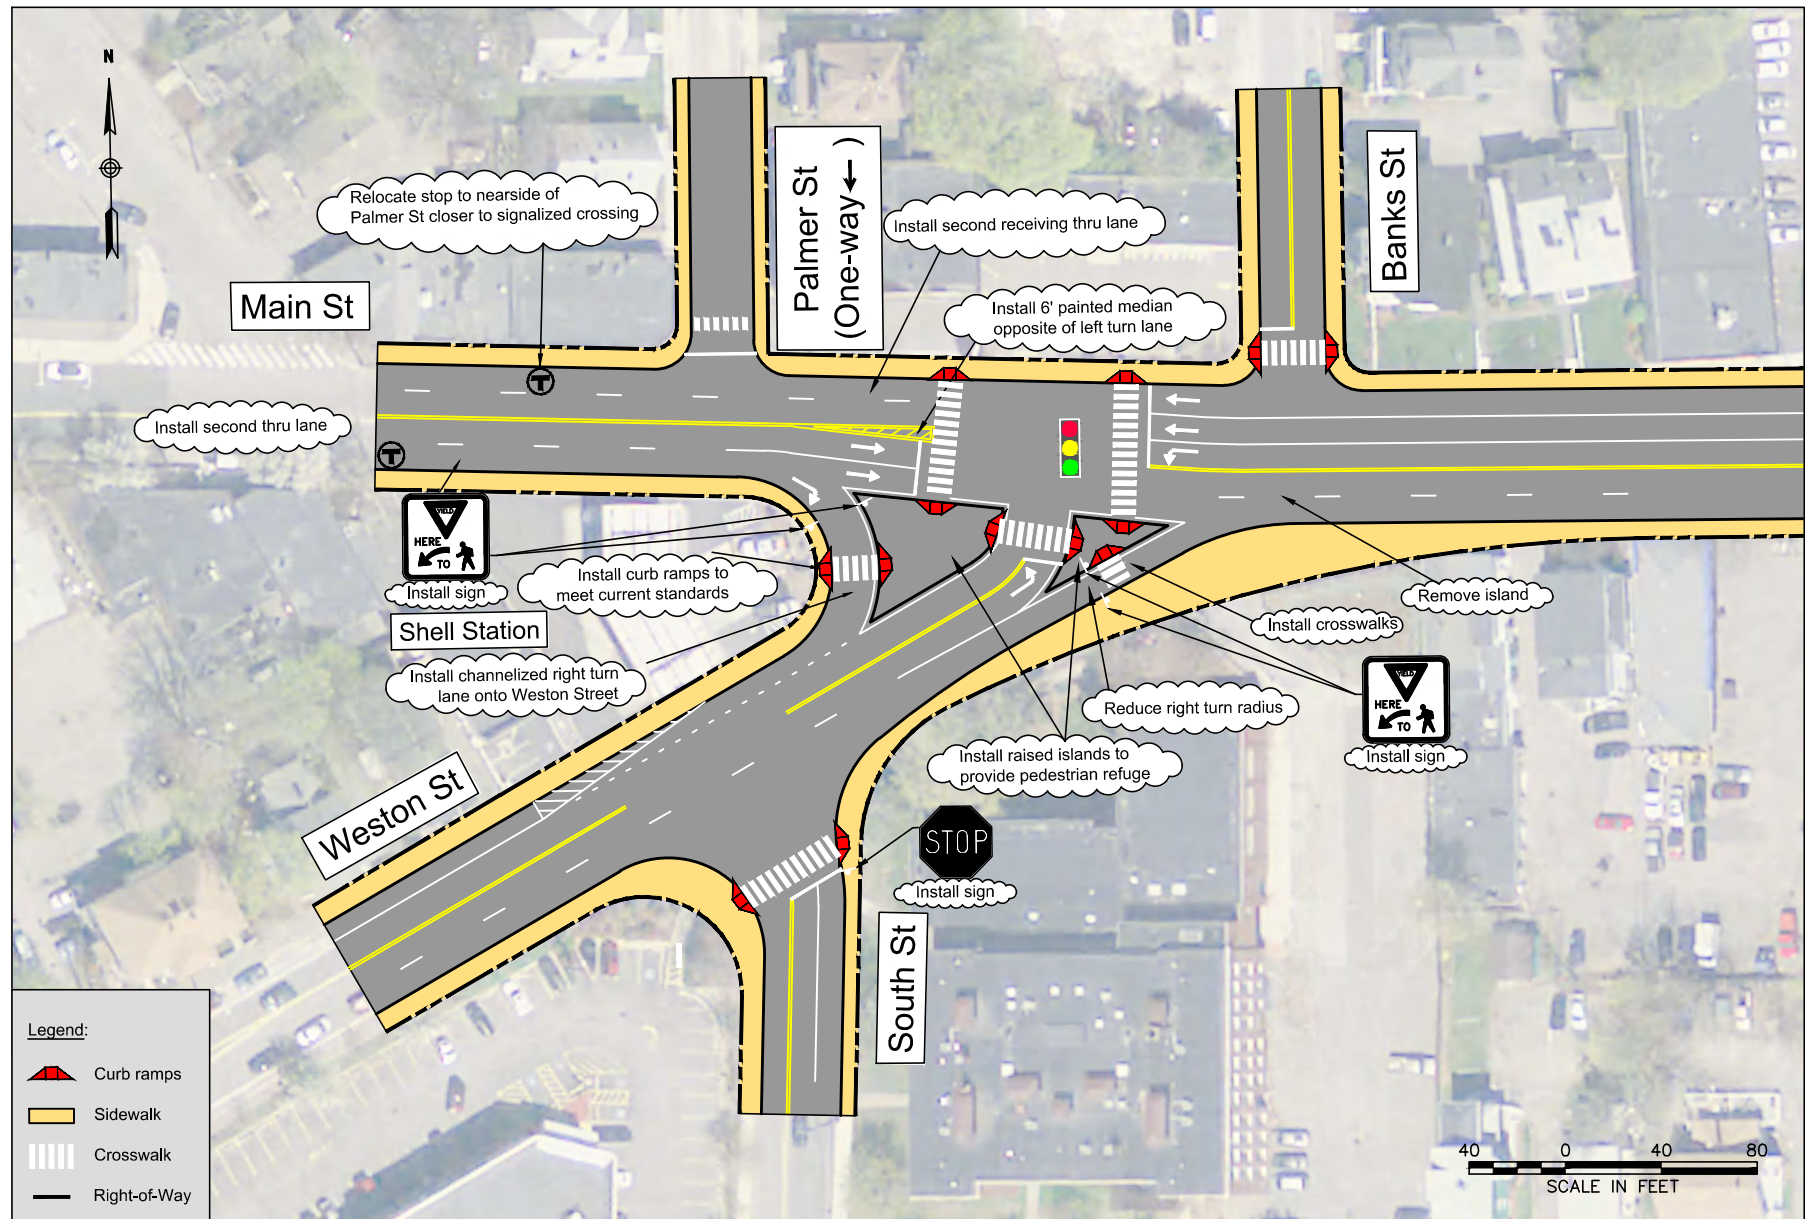 N
Relocate stop to nearside of
Palmer St closer to signalized crossing
Palmer St
(One-way ← )
Install second receiving thru lane
Banks St
Main St
Install 6' painted median
opposite of left turn lane
T
Install second thru lane
T
YIELD
HERE
TO
Install sign
Install curb ramps to
meet current standards
Shell Station
Install channelized right turn
lane onto Weston Street
Remove island
Install crosswalks
YIELD
HERE
TO
Install sign
Reduce right turn radius
Install raised islands to
provide pedestrian refuge
Weston St
STOP
Install sign
South St
Legend:
Curb ramps
Sidewalk
Crosswalk
Right-of-Way
40 0 40 80
SCALE IN FEET